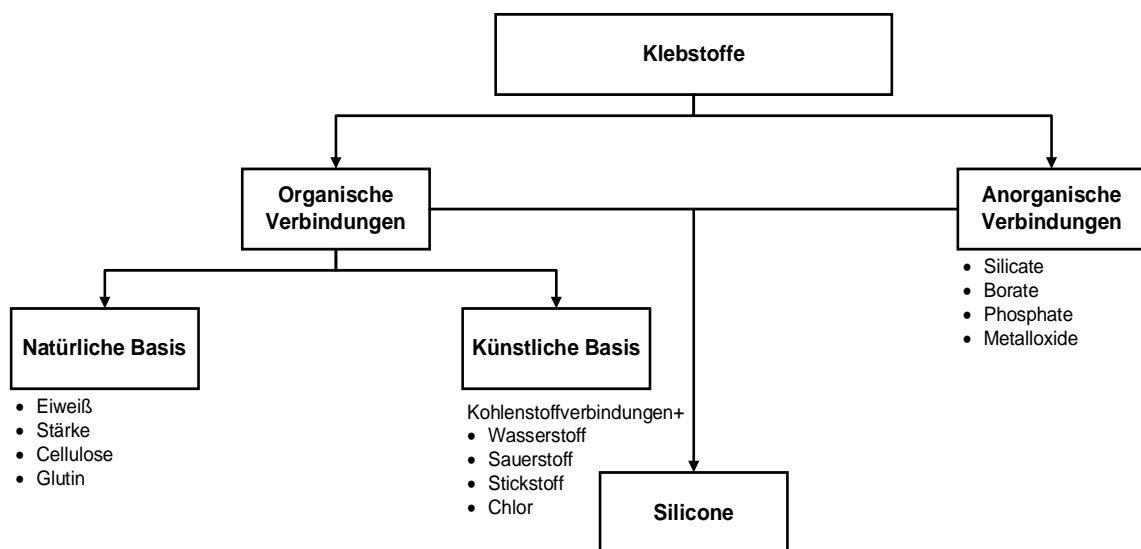 Klebstoffe
Organische
Verbindungen
Anorganische
Verbindungen
• Silicate
• Borate
• Phosphate
• Metalloxide
Natürliche Basis
• Eiweiß
• Stärke
• Cellulose
• Glutin
Künstliche Basis
Kohlenstoffverbindungen+
• Wasserstoff
• Sauerstoff
• Stickstoff
• Chlor
Silicone